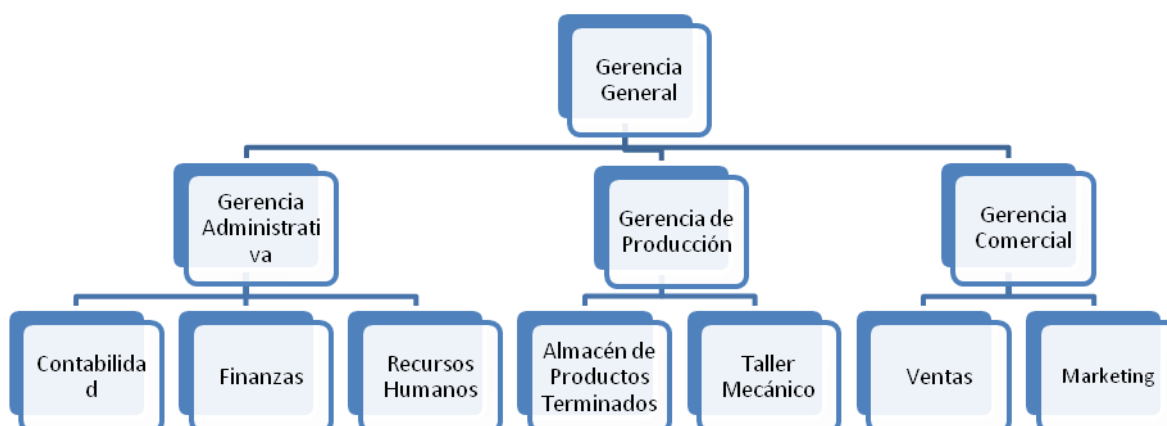 Gerencia
General
Gerencia
Administrati
va
Gerencia de
Producción
Gerencia
Comercial
Contabilida
d
Finanzas
Recursos
Humanos
Almacén de
Productos
Terminados
Taller
Mecánico
Ventas
Marketing